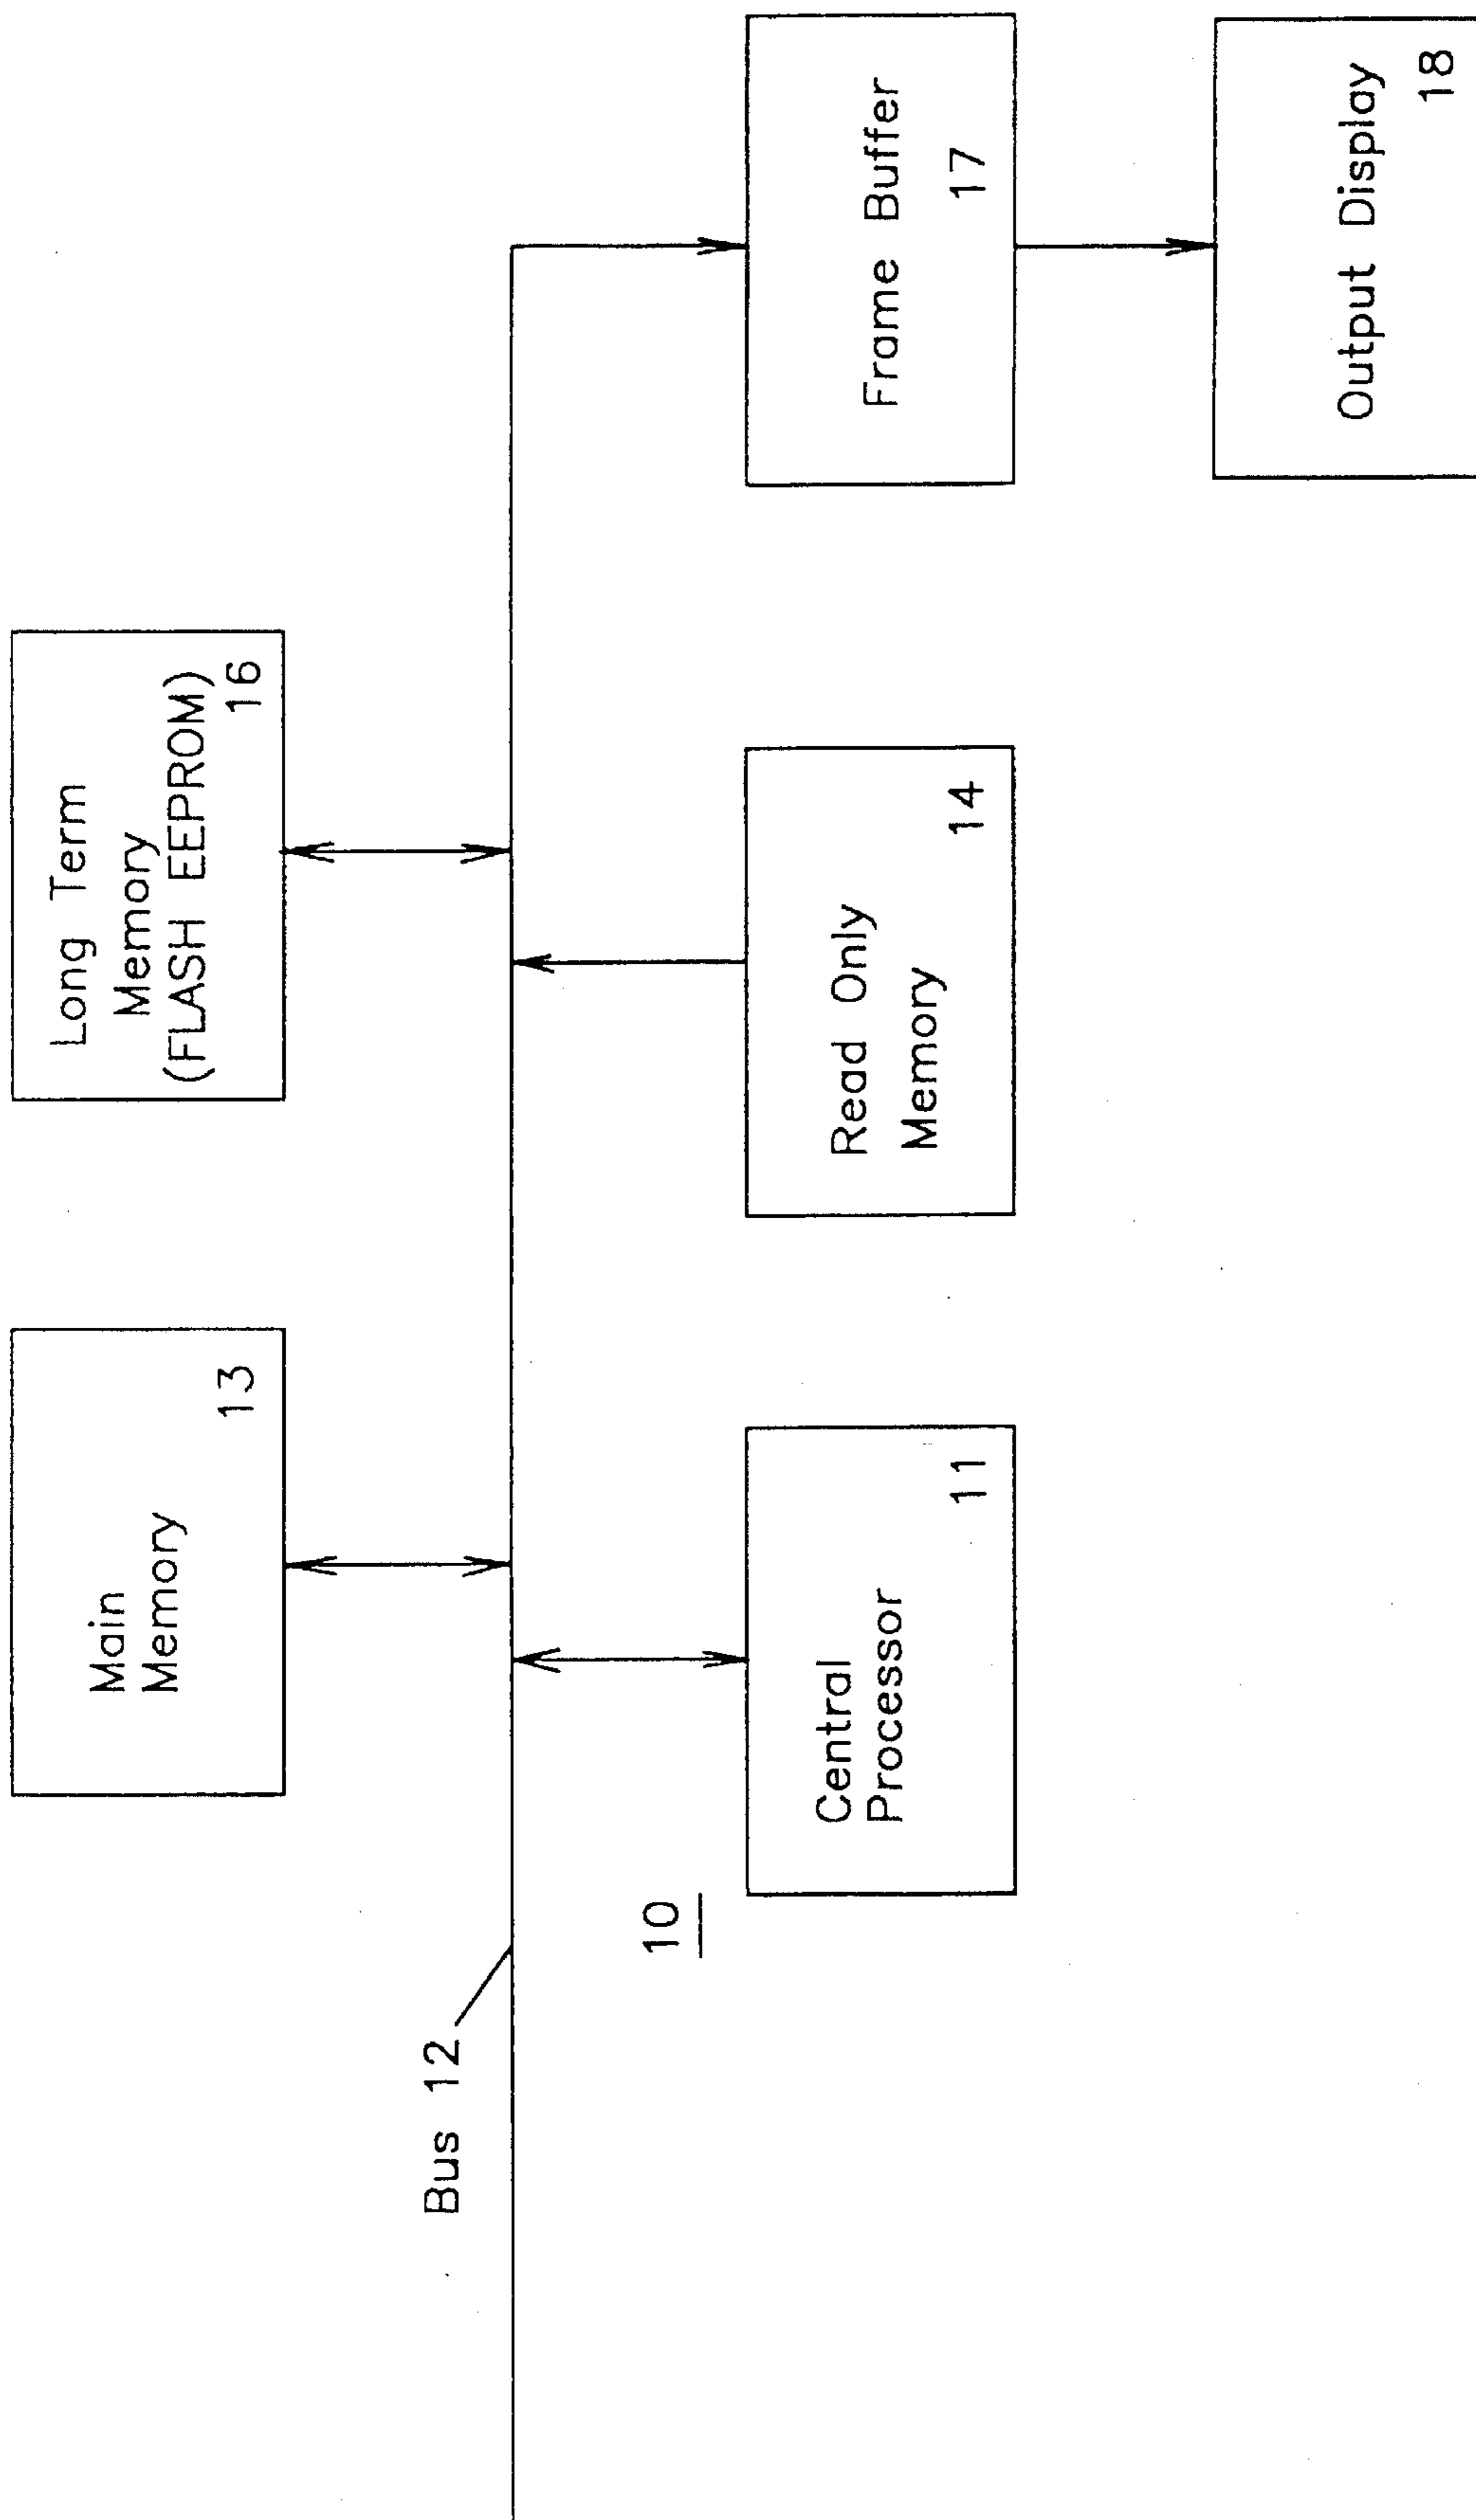 Main
Memory
13
Long Term
Memory
(FLASH EEPROM)
16
Bus 12
10
Central
Processor
11
Read Only
Memory
14
Frame Buffer
17
Output Display
18